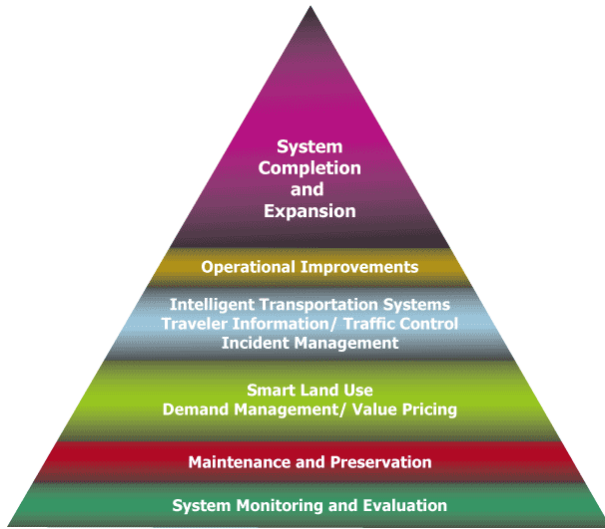 System
Completion
and
Expansion
Operational Improvements
Intelligent Transportation Systems
Traveler Information/ Traffic Control
Incident Management
Smart Land Use
Demand Management/ Value Pricing
Maintenance and Preservation
System Monitoring and Evaluation